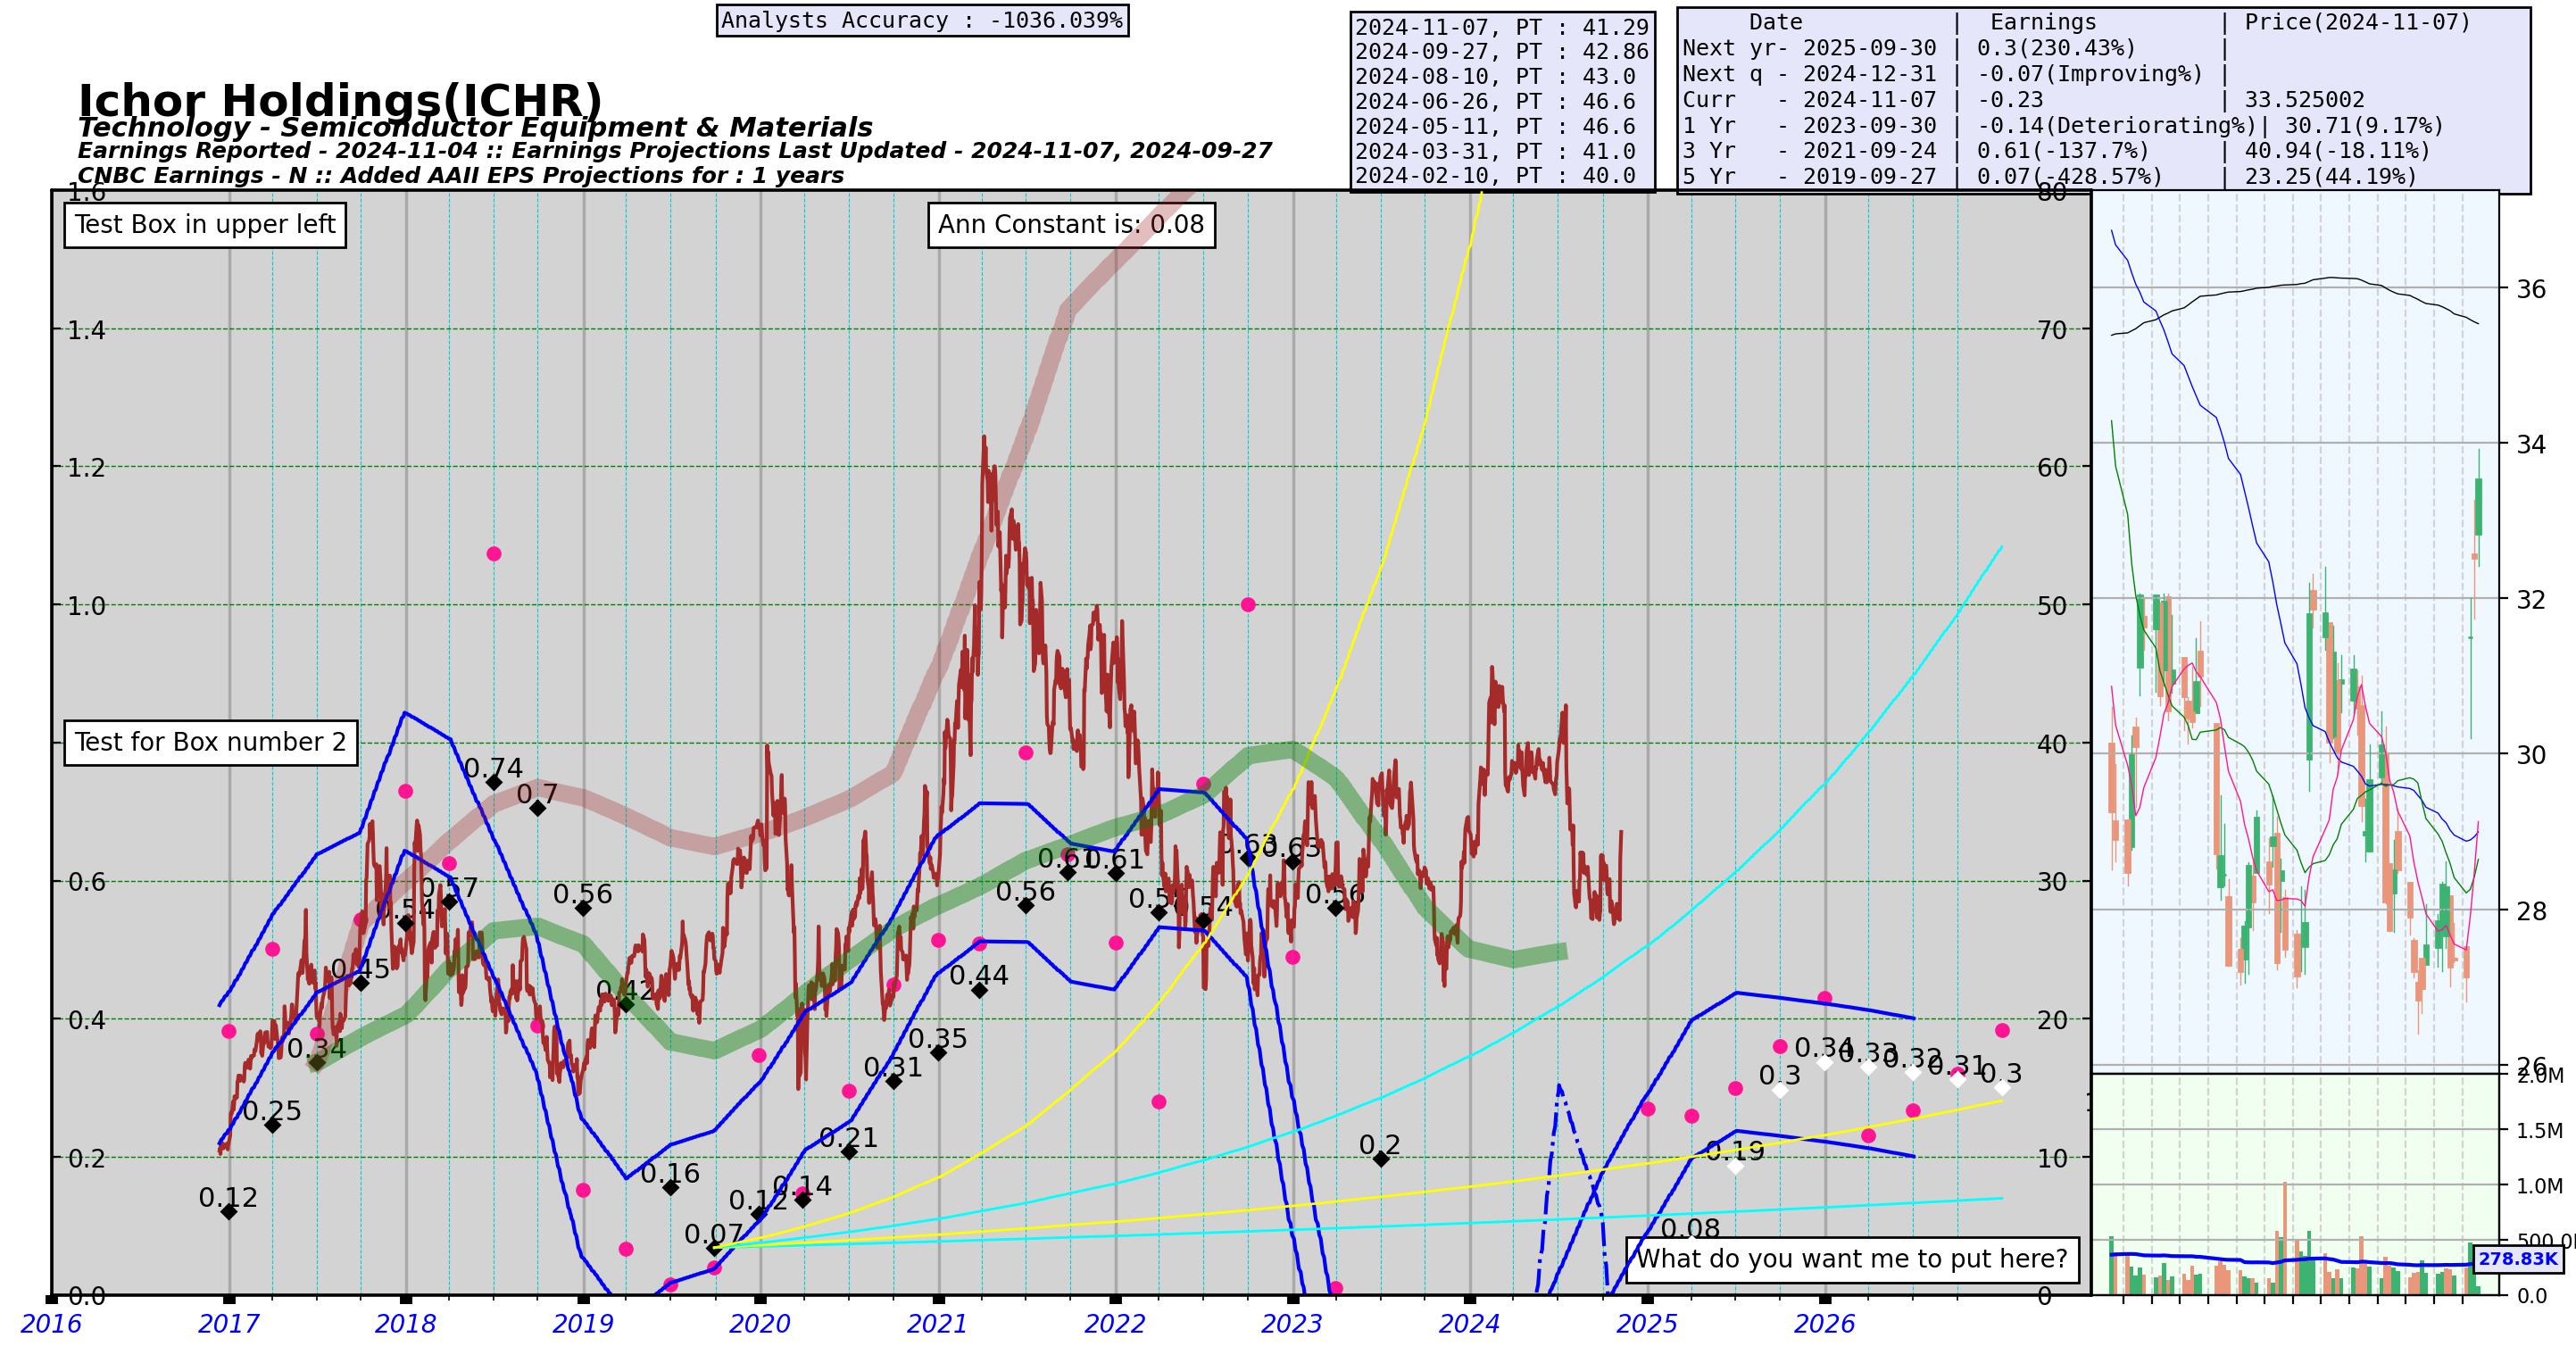 Analysts Accuracy : -1036.039%
2024-11-07, PT : 41.29
2024-09-27, PT : 42.86
2024-08-10, PT : 43.0
2024-06-26, PT : 46.6
2024-05-11, PT : 46.6
2024-03-31, PT : 41.0
2024-02-10, PT : 40.0
Date | Earnings | Price(2024-11-07)
Next yr- 2025-09-30 | 0.3(230.43%) |
Next q - 2024-12-31 | -0.07(Improving%) |
Curr - 2024-11-07 | -0.23 | 33.525002
1 Yr - 2023-09-30 | -0.14(Deteriorating%)| 30.71(9.17%)
3 Yr - 2021-09-24 | 0.61(-137.7%) | 40.94(-18.11%)
5 Yr - 2019-09-27 | 0.07(-428.57%) | 23.25(44.19%)
Ichor Holdings(ICHR)
Technology - Semiconductor Equipment & Materials
Earnings Reported - 2024-11-04 :: Earnings Projections Last Updated - 2024-11-07, 2024-09-27
CNBC Earnings - N :: Added AAII EPS Projections for : 1 years
Test Box in upper left
Ann Constant is: 0.08
Test for Box number 2
What do you want me to put here?
1.6
1.4
1.2
1.0
0.6
0.4
0.2
0.0
80
70
60
50
40
30
20
10
0
36
34
32
30
28
26
2.0M
1.5M
1.0M
500.0
278.83K
0.0
0.12
0.25
0.34
0.45
0.54
0.57
0.74
0.7
0.56
0.42
0.16
0.07
0.12
0.14
0.21
0.31
0.35
0.44
0.56
0.61
0.61
0.54
0.63
0.63
0.56
0.2
0.08
0.19
0.3
0.34
0.33
0.32
0.31
0.3
2016 2017 2018 2019 2020 2021 2022 2023 2024 2025 2026